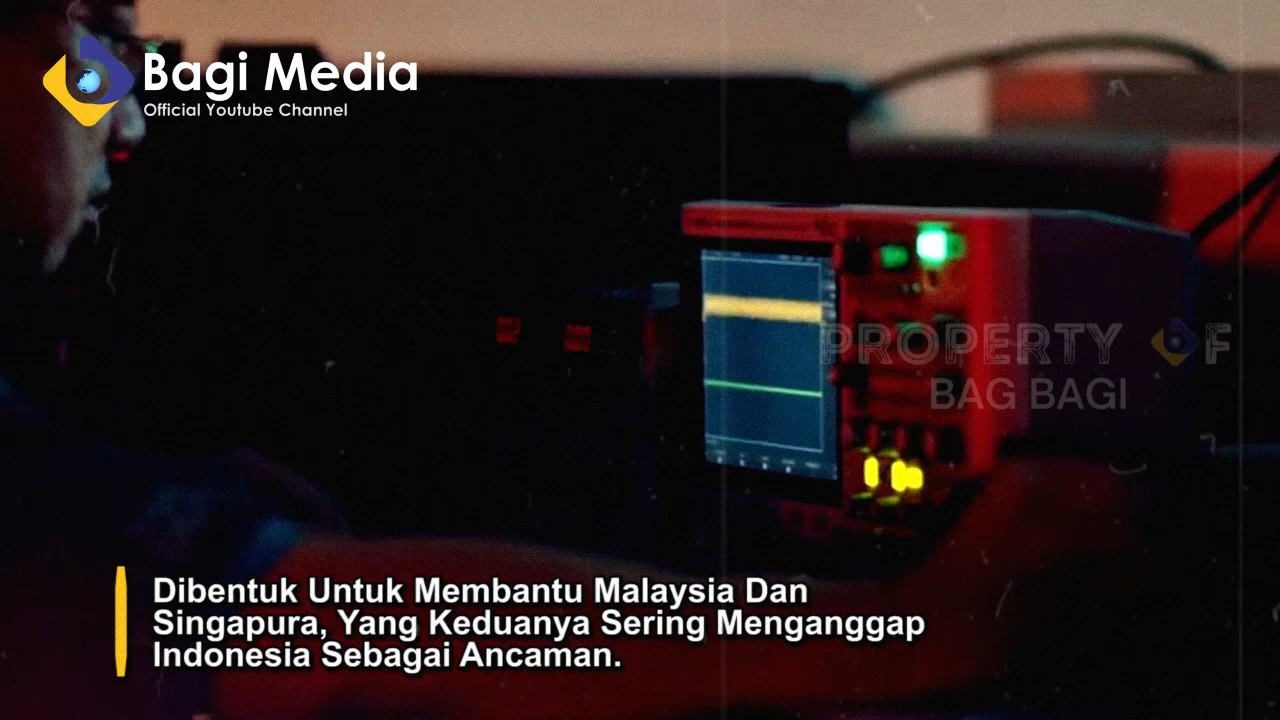 Bagi Media
Official Youtube Channel
PROPERTY OF
BAG BAGI
Dibentuk Untuk Membantu Malaysia Dan
Singapura, Yang Keduanya Sering Menganggap
Indonesia Sebagai Ancaman.